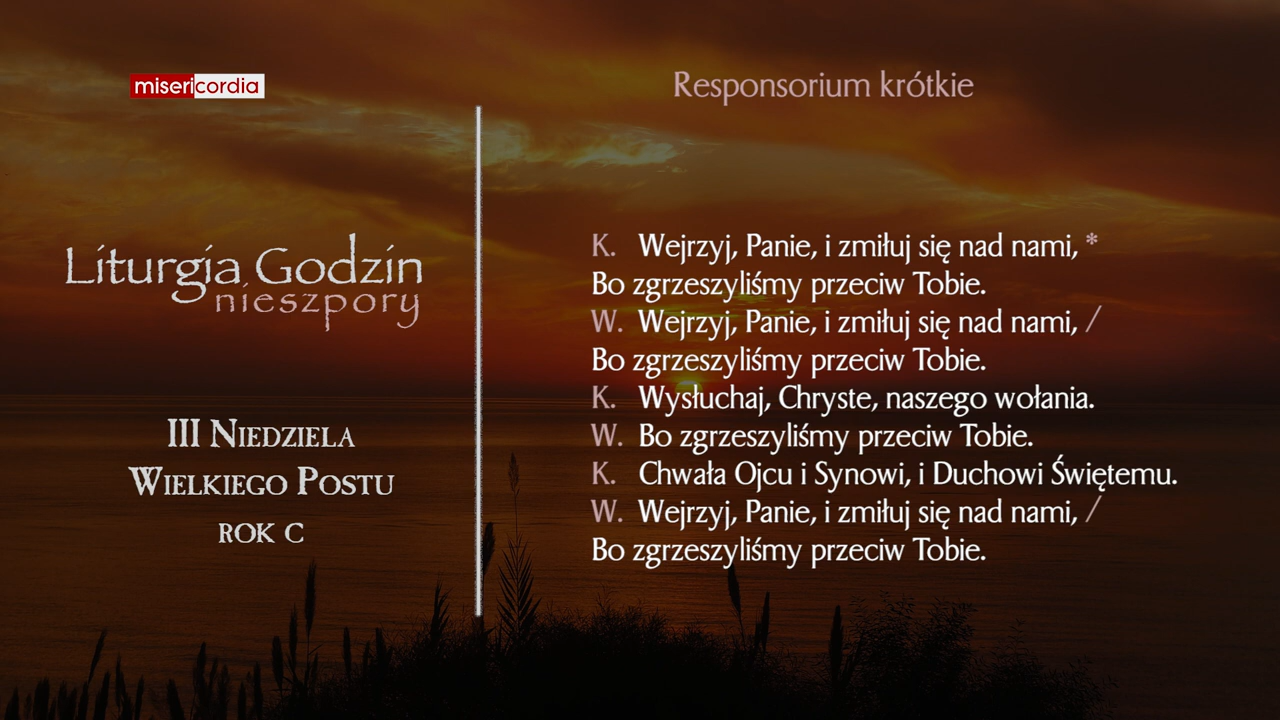 misericordia
Liturgia Godzin
nieszpory
III Niedziela
Wielkiego Postu
rok C
Responsorium krótkie
K. Wejrzyj, Panie, i zmiłuj się nad nami, *
Bo zgrzeszyliśmy przeciw Tobie.
W. Wejrzyj, Panie, i zmiłuj się nad nami, /
Bo zgrzeszyliśmy przeciw Tobie.
K. Wysłuchaj, Chryste, naszego wołania.
W. Bo zgrzeszyliśmy przeciw Tobie.
K. Chwała Ojcu i Synowi, i Duchowi Świętemu.
W. Wejrzyj, Panie, i zmiłuj się nad nami, /
Bo zgrzeszyliśmy przeciw Tobie.